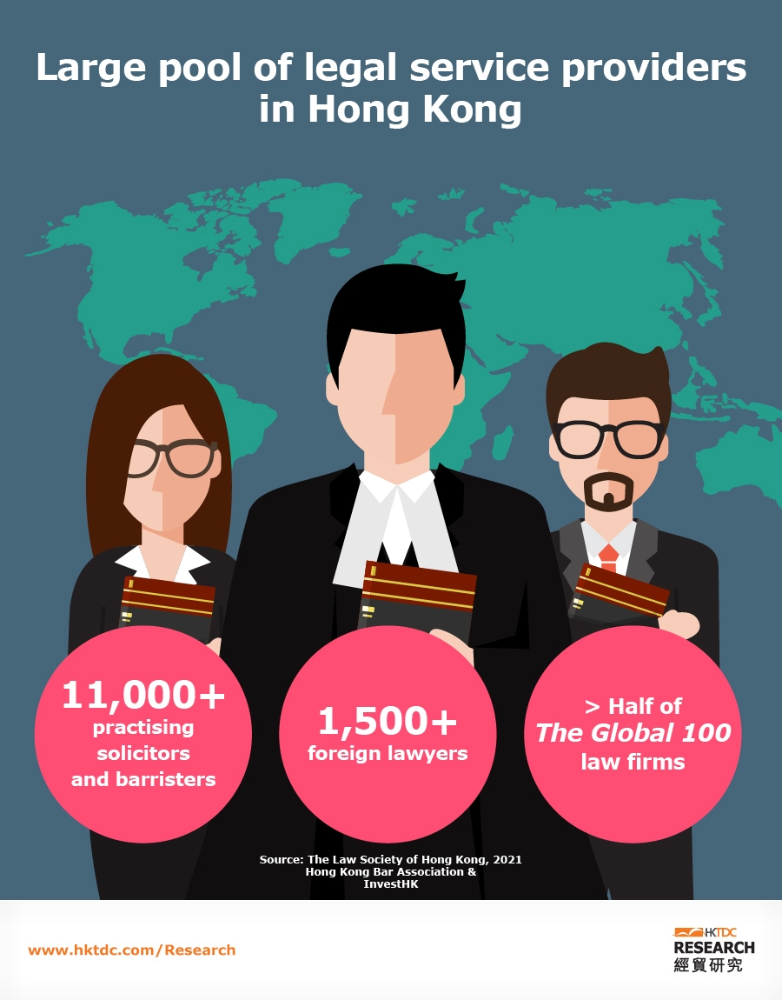 Large pool of legal service providers
in Hong Kong
11,000+
practising
solicitors
and barristers
1,500+
foreign lawyers
> Half of
The Global 100
law firms
Source: The Law Society of Hong Kong, 2021
Hong Kong Bar Association &
InvestHK
www.hktdc.com/Research
HKTDC
RESEARCH
經貿研究